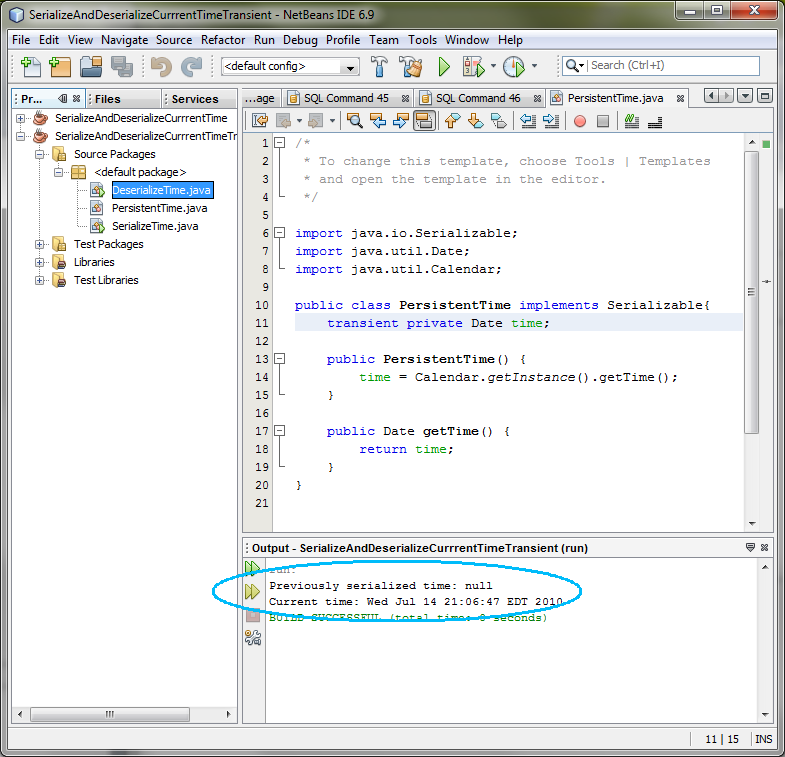 SerializeAndDeserializeCurrrentTimeTransient - NetBeans IDE 6.9
File Edit View Navigate Source Refactor Run Debug Profile Team Tools Window Help
<default config>
Search (Ctrl+I)
Pr...
Files
Services
SerializeAndDeserializeCurrrentTime
SerializeAndDeserializeCurrrentTimeTr
Source Packages
<default package>
DeserializeTime.java
PersistentTime.java
SerializeTime.java
Test Packages
Libraries
Test Libraries
...age
SQL Command 45
SQL Command 46
PersistentTime.java
1 /*
2 * To change this template, choose Tools | Templates
3 * and open the template in the editor.
4 */
5
6 import java.io.Serializable;
7 import java.util.Date;
8 import java.util.Calendar;
9
10 public class PersistentTime implements Serializable{
11 transient private Date time;
12
13 public PersistentTime() {
14 time = Calendar.getInstance().getTime();
15 }
16
17 public Date getTime() {
18 return time;
19 }
20 }
21
Output - SerializeAndDeserializeCurrrentTimeTransient (run)
run:
Previously serialized time: null
Current time: Wed Jul 14 21:06:47 EDT 2010
BUILD SUCCESSFUL (total time: 0 seconds)
11 | 15 INS